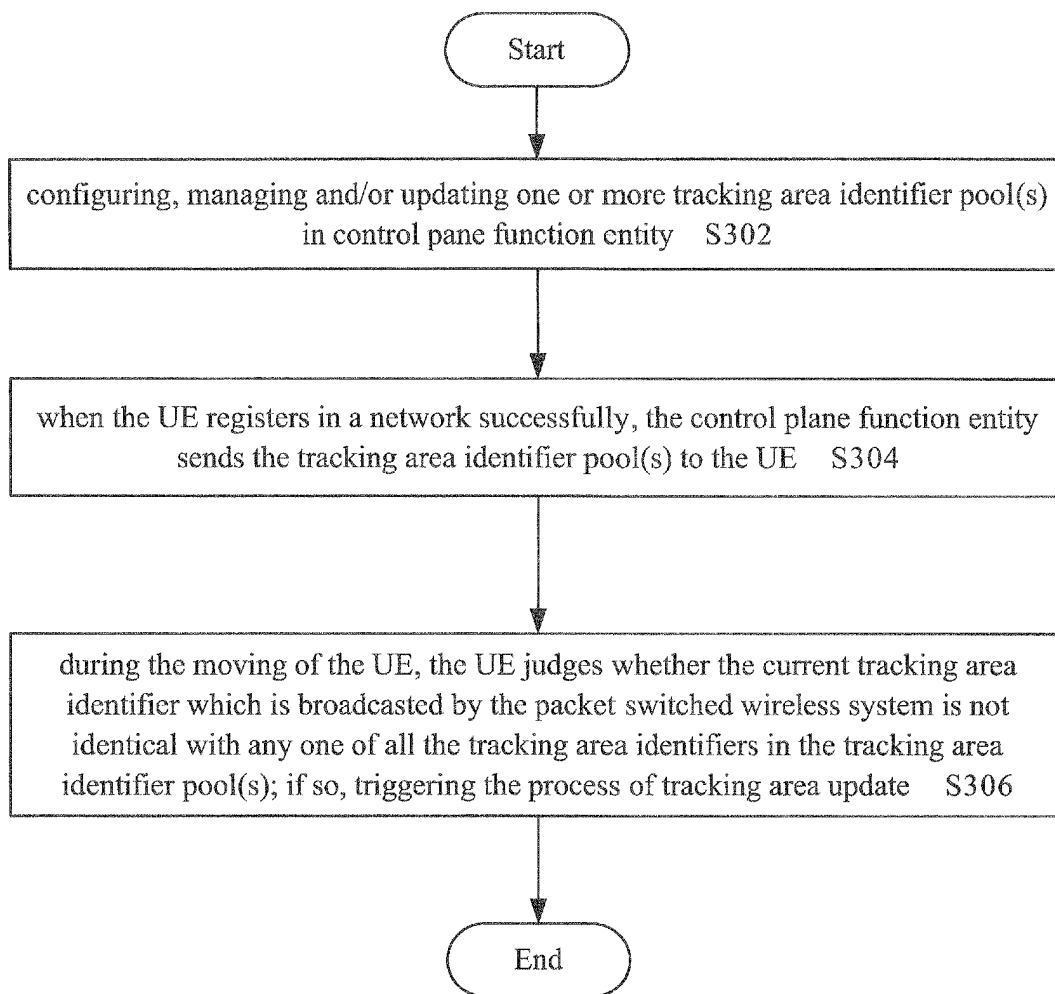 Start
configuring, managing and/or updating one or more tracking area identifier pool(s)
in control pane function entity S302
when the UE registers in a network successfully, the control plane function entity
sends the tracking area identifier pool(s) to the UE S304
during the moving of the UE, the UE judges whether the current tracking area
identifier which is broadcasted by the packet switched wireless system is not
identical with any one of all the tracking area identifiers in the tracking area
identifier pool(s); if so, triggering the process of tracking area update S306
End